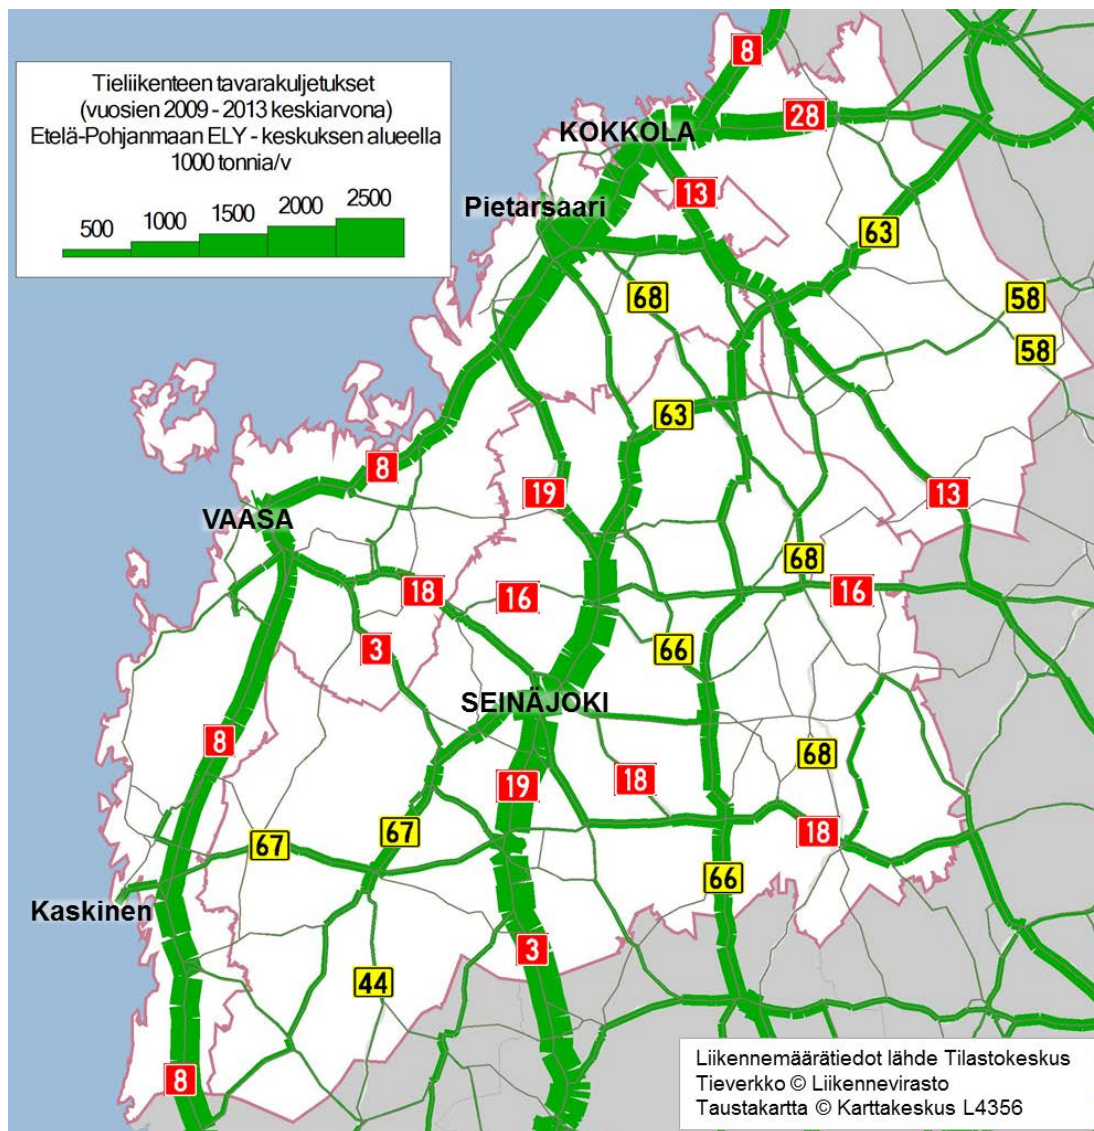 8
Tieliikenteen tavarakuljetukset
(vuosien 2009 - 2013 keskiarvona)
Etelä-Pohjanmaan ELY - keskuksen alueella
1000 tonnia/v
500 1000 1500 2000 2500
KOKKOLA
28
13
Pietarsaari
63
68
58
58
63
8
19
13
VAASA
68
18
16
16
3
66
SEINÄJOKI
8
68
19
18
67
67
18
66
Kaskinen
3
44
8
Liikennemäärätiedot lähde Tilastokeskus
Tieverkko © Liikennevirasto
Taustakartta © Karttakeskus L4356